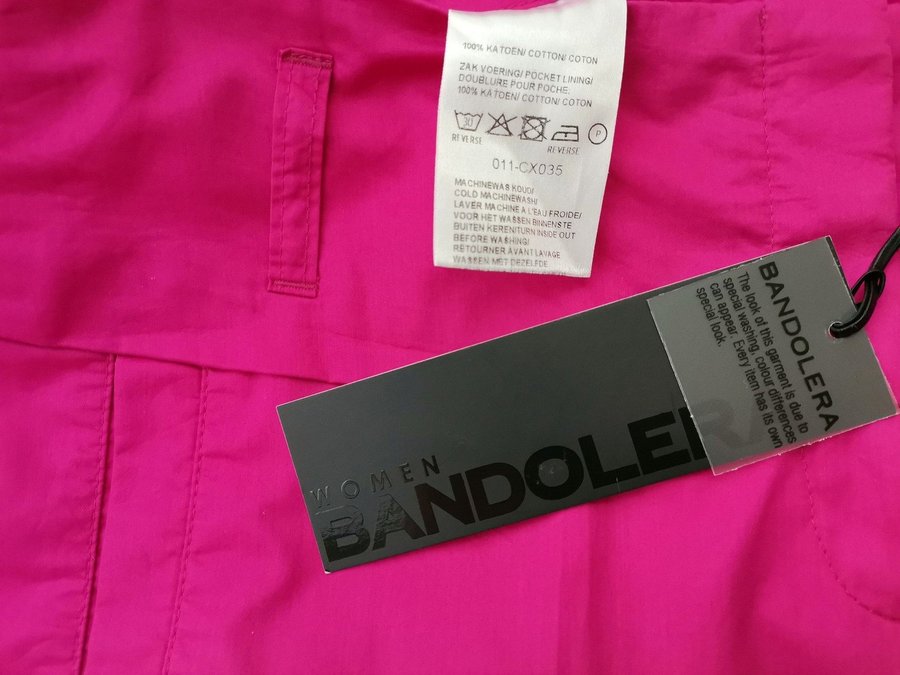 100% KATOEN/ COTTON/ COTON
ZAK VOERING/ POCKET LINING/
DOUBLURE POUR POCHE:
100% KATOEN/ COTTON/ COTON
30
P
REVERSE
REVERSE
011-CX035
MACHINEWAS KOUD/
COLD MACHINEWASH/
LAVER MACHINE A L'EAU FROIDE/
VOOR HET WASSEN BINNENSTE
BUITEN KEREN/TURN INSIDE OUT
BEFORE WASHING/
RETOURNER AVANT LAVAGE
WASSEN MET DEZELFDE
BANDOLERA
The look of this garment is due to
special washing, colour differences
can appear. Every item has its own
special look.
WOMEN
BANDOLERA